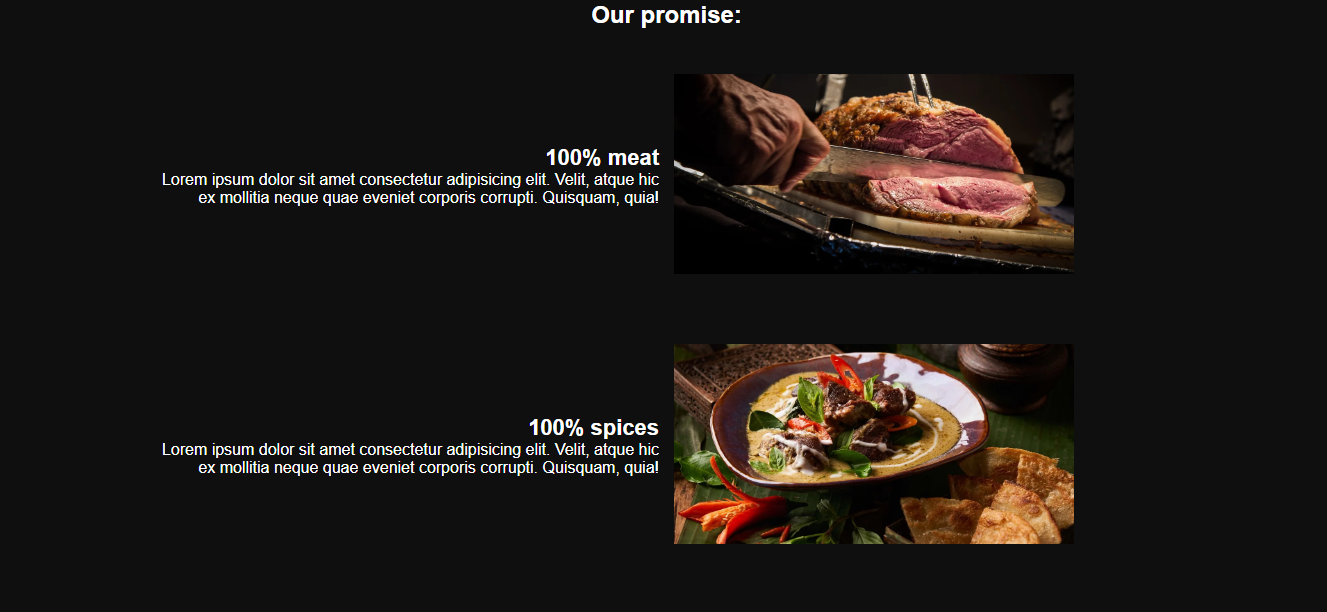 Our promise:
100% meat
Lorem ipsum dolor sit amet consectetur adipisicing elit. Velit, atque hic
ex mollitia neque quae eveniet corporis corrupti. Quisquam, quia!
100% spices
Lorem ipsum dolor sit amet consectetur adipisicing elit. Velit, atque hic
ex mollitia neque quae eveniet corporis corrupti. Quisquam, quia!